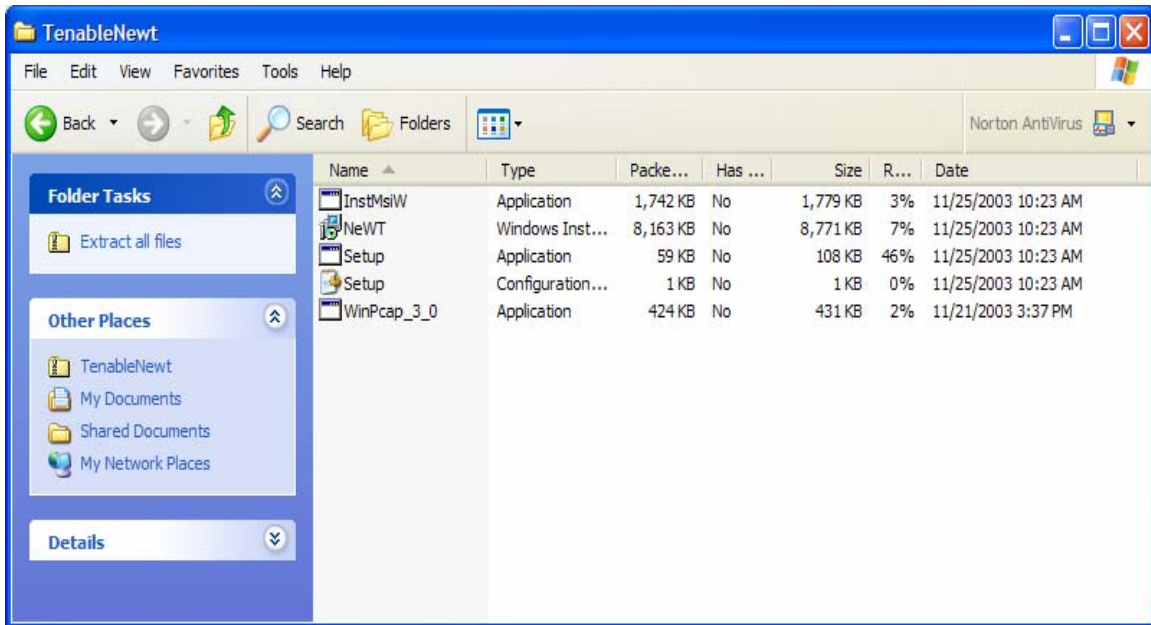 TenableNewt
File Edit View Favorites Tools Help
Back Search Folders Norton AntiVirus
Name Type Packe... Has ... Size R... Date
Folder Tasks
Extract all files
Other Places
TenableNewt
My Documents
Shared Documents
My Network Places
Details
InstMsiW Application 1,742 KB No 1,779 KB 3% 11/25/2003 10:23 AM
NeWT Windows Inst... 8,163 KB No 8,771 KB 7% 11/25/2003 10:23 AM
Setup Application 59 KB No 108 KB 46% 11/25/2003 10:23 AM
Setup Configuration... 1 KB No 1 KB 0% 11/25/2003 10:23 AM
WinPcap_3_0 Application 424 KB No 431 KB 2% 11/21/2003 3:37 PM